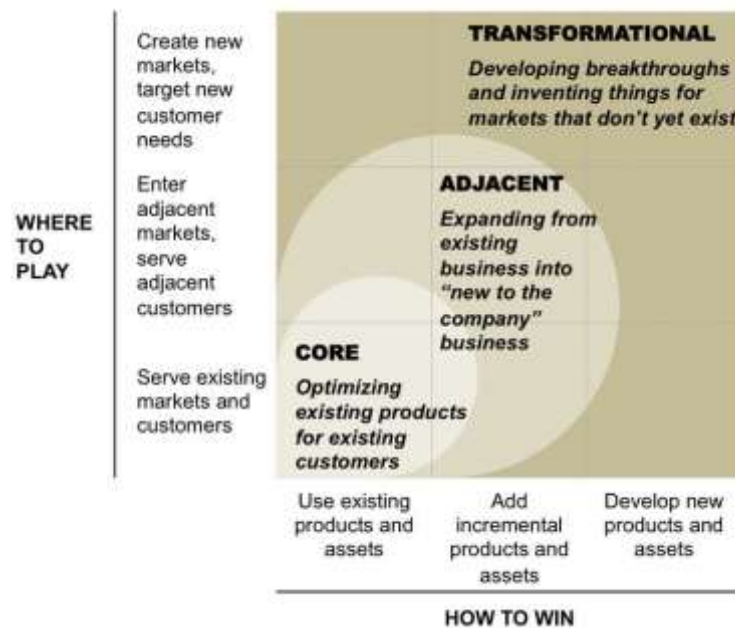 TRANSFORMATIONAL
Developing breakthroughs
and inventing things for
markets that don't yet exist
Create new
markets,
target new
customer
needs
ADJACENT
Expanding from
existing
business into
“new to the
company”
business
Enter
adjacent
markets,
serve
adjacent
customers
WHERE
TO
PLAY
CORE
Optimizing
existing products
for existing
customers
Serve existing
markets and
customers
Use existing
products and
assets
Add
incremental
products and
assets
Develop new
products and
assets
HOW TO WIN